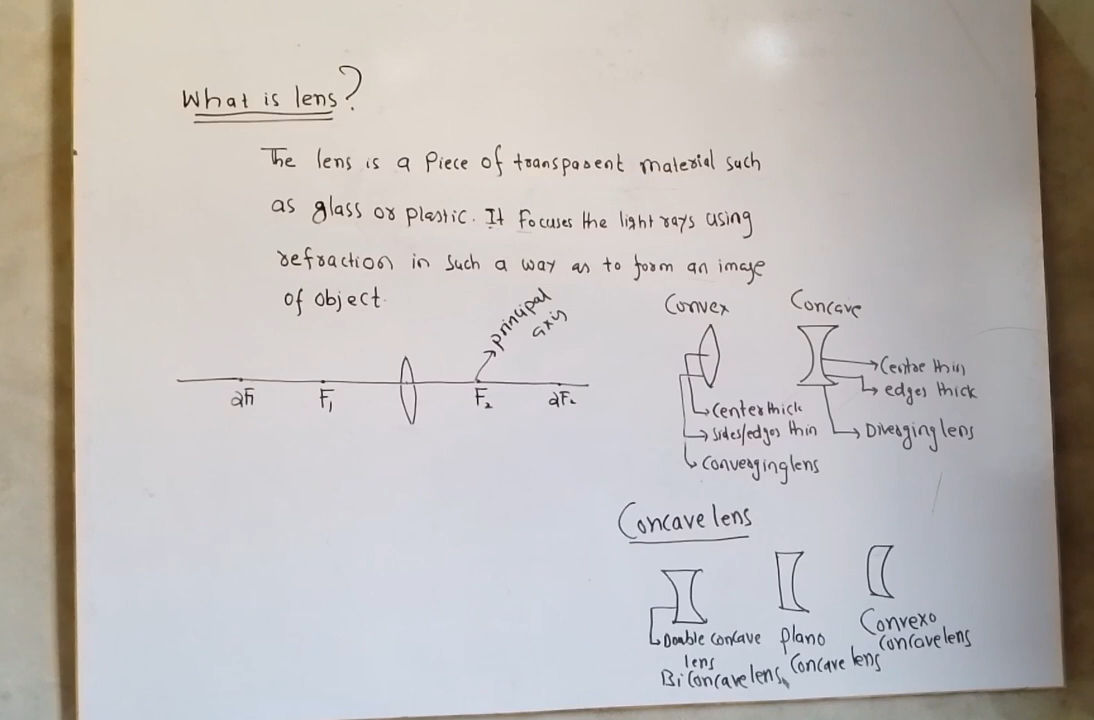 What is lens?
The lens is a piece of transparent material such
as glass or plastic. It focuses the light rays using
refraction in such a way as to form an image
of object.
principal
axis
2F1
F1
F2
2F2
Convex
Center thick
Sides/edges thin
Converging lens
Concave
Centre thin
edges thick
Diverging lens
Concave lens
Double concave
lens
Biconcave lens
plano
Concave lens
Convexo
Concave lens